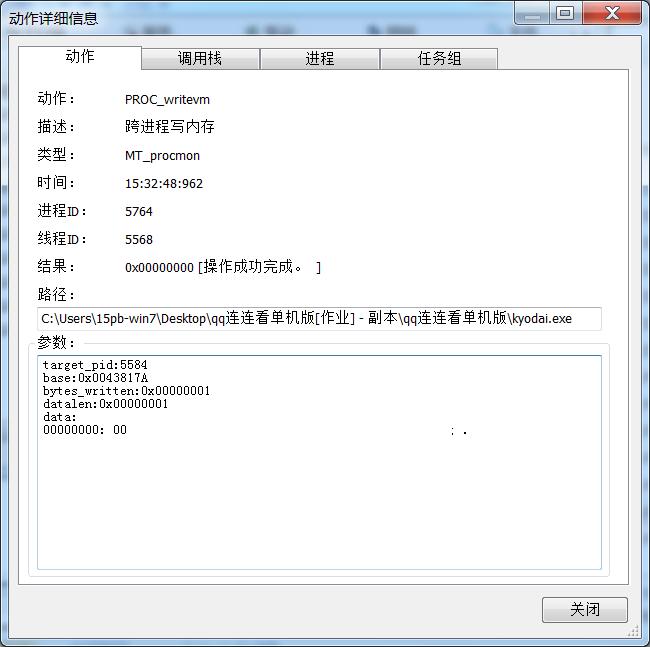 动作详细信息
动作 调用栈 进程 任务组
动作： PROC_writevm
描述： 跨进程写内存
类型： MT_procmon
时间： 15:32:48:962
进程ID： 5764
线程ID： 5568
结果： 0x00000000 [操作成功完成。 ]
路径：
C:\Users\15pb-win7\Desktop\qq连连看单机版[作业] - 副本\qq连连看单机版\kyodai.exe
参数：
target_pid:5584
base:0x0043817A
bytes_written:0x00000001
datalen:0x00000001
data:
00000000: 00 ; .
关闭